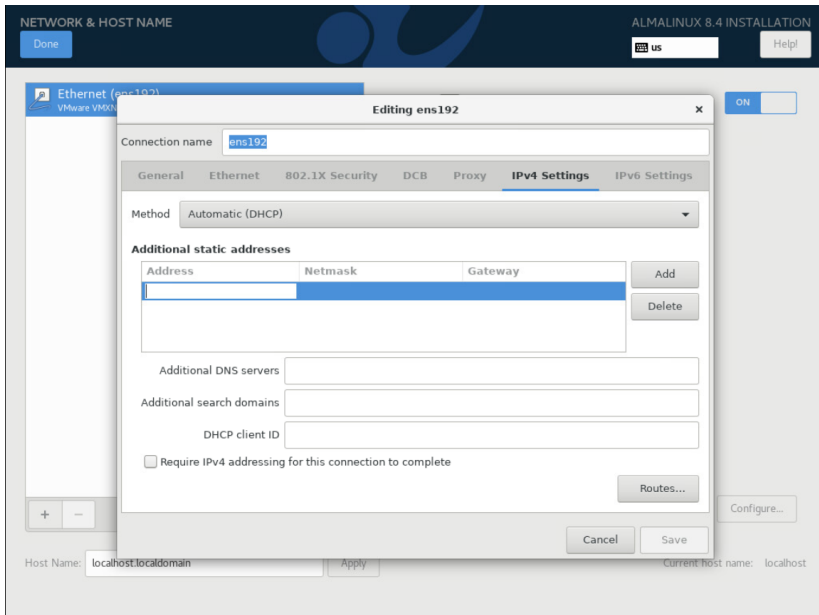 NETWORK & HOST NAME
ALMALINUX 8.4 INSTALLATION
Done
us
Help!
Ethernet (ens192)
VMware VMXN
ON
Editing ens192
Connection name ens192
General Ethernet 802.1X Security DCB Proxy IPv4 Settings IPv6 Settings
Method Automatic (DHCP)
Additional static addresses
Address Netmask Gateway
Add
Delete
Additional DNS servers
Additional search domains
DHCP client ID
Require IPv4 addressing for this connection to complete
Routes...
Configure...
Cancel Save
Host Name: localhost.localdomain Apply Current host name: localhost